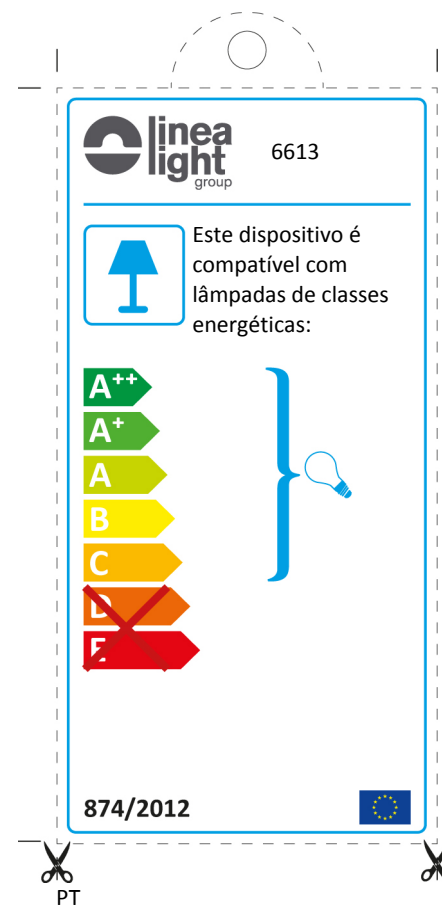 linea
light
group
6613
Este dispositivo é
compatível com
lâmpadas de classes
energéticas:
A++
A+
A
B
C
D
E
874/2012
PT